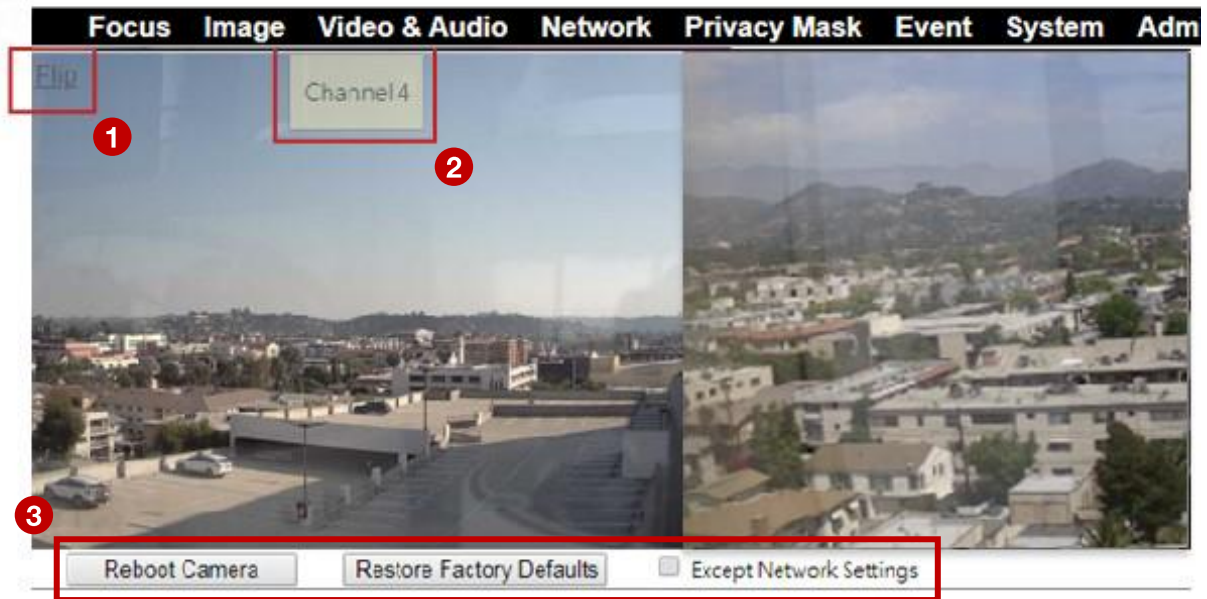 Focus Image Video & Audio Network Privacy Mask Event System Adm
Flip
Channel 4
1
2
3
Reboot Camera Restore Factory Defaults Except Network Settings